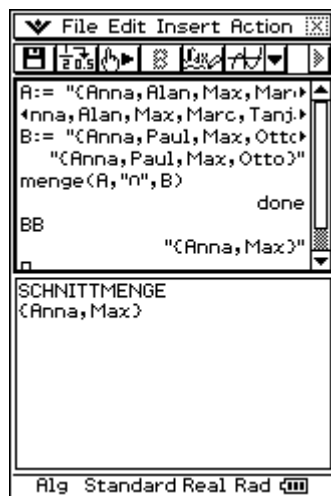 File Edit Insert Action
A:= "{Anna,Alan,Max,Mar
nna,Alan,Max,Marc,Tanj
B:= "{Anna,Paul,Max,Otto
"{Anna,Paul,Max,Otto}"
menge(A,"∩",B)
done
BB
"{Anna,Max}"
SCHNITTMENGE
{Anna,Max}
Alg Standard Real Rad